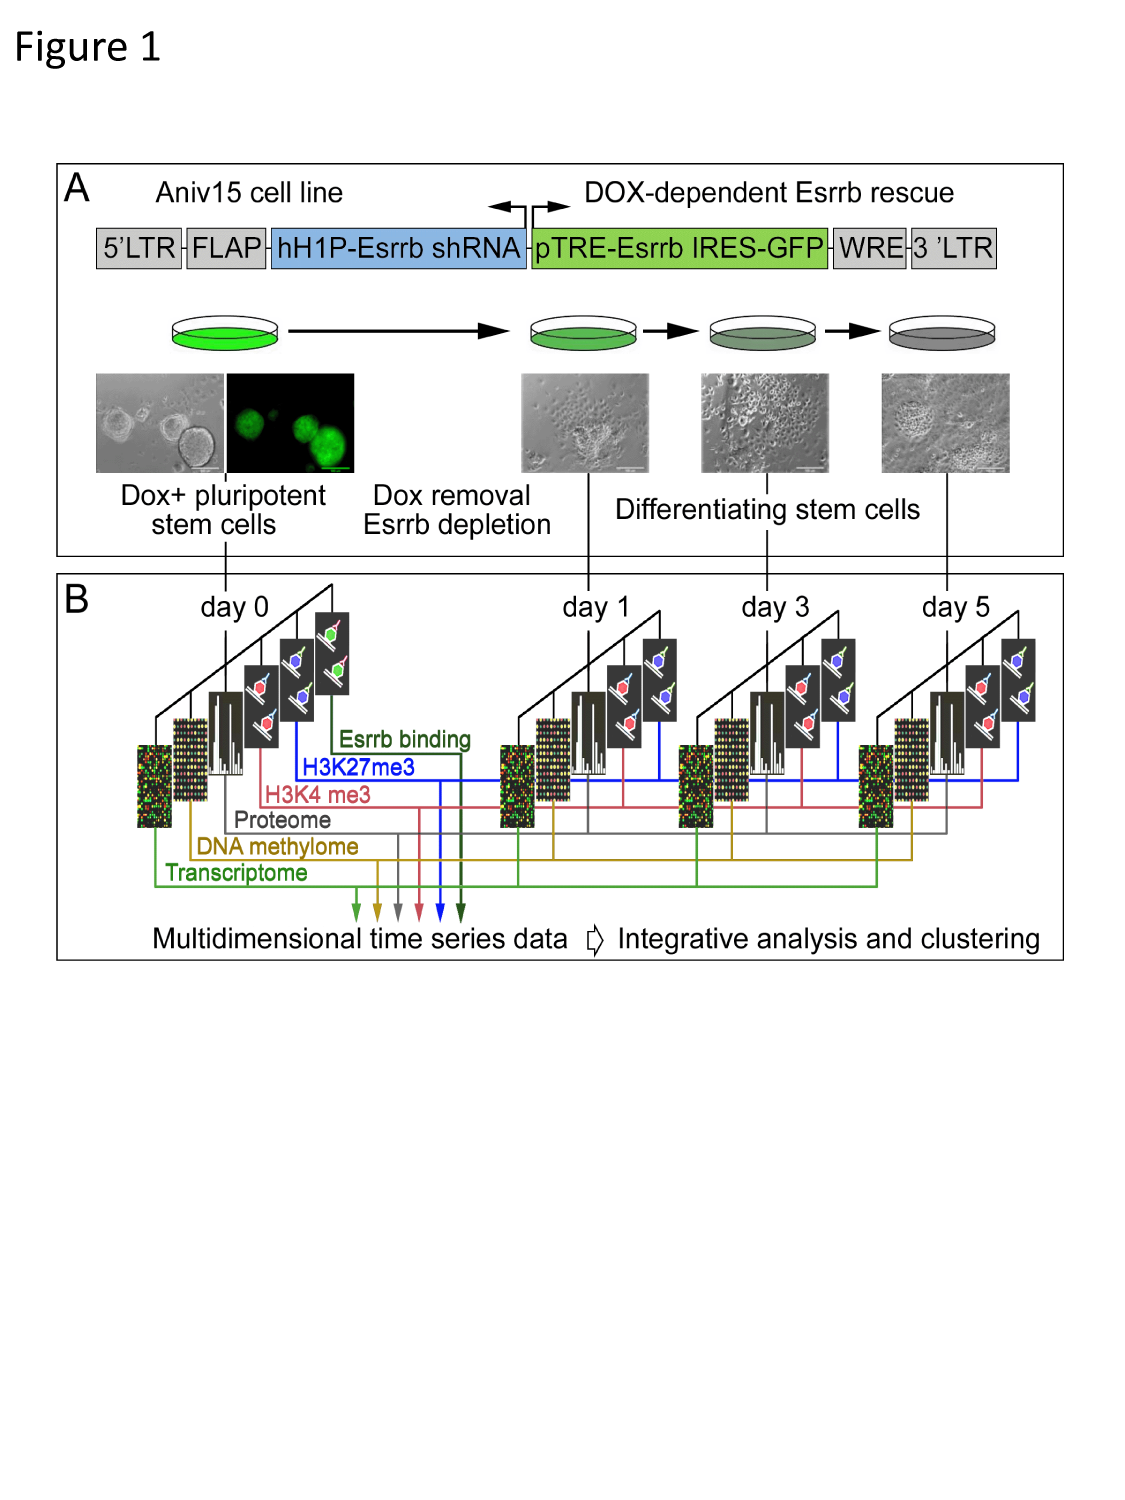 Figure 1
A
Aniv15 cell line
DOX-dependent Esrrb rescue
5’LTR
FLAP
hH1P-Esrrb shRNA
pTRE-Esrrb IRES-GFP
WRE
3 ’LTR
Dox+ pluripotent
stem cells
Dox removal
Esrrb depletion
Differentiating stem cells
B
day 0
day 1
day 3
day 5
Esrrb binding
H3K27me3
H3K4 me3
Proteome
DNA methylome
Transcriptome
Multidimensional time series data
Integrative analysis and clustering